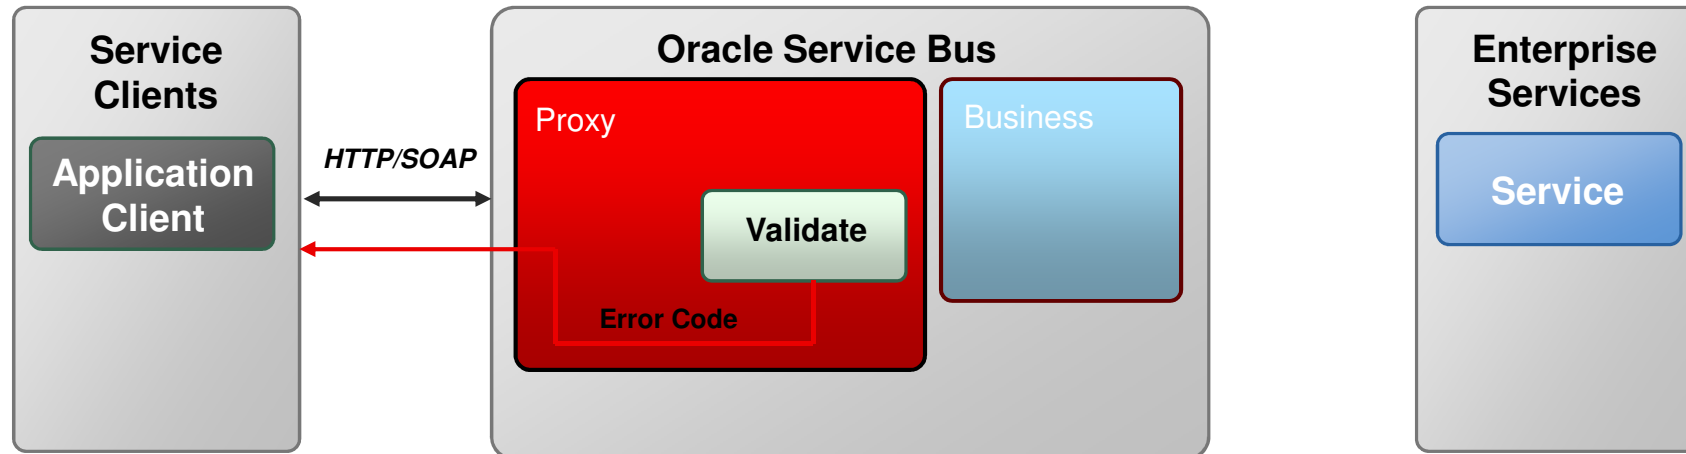 Service
Clients
Application
Client
HTTP/SOAP
Oracle Service Bus
Proxy
Validate
Error Code
Business
Enterprise
Services
Service